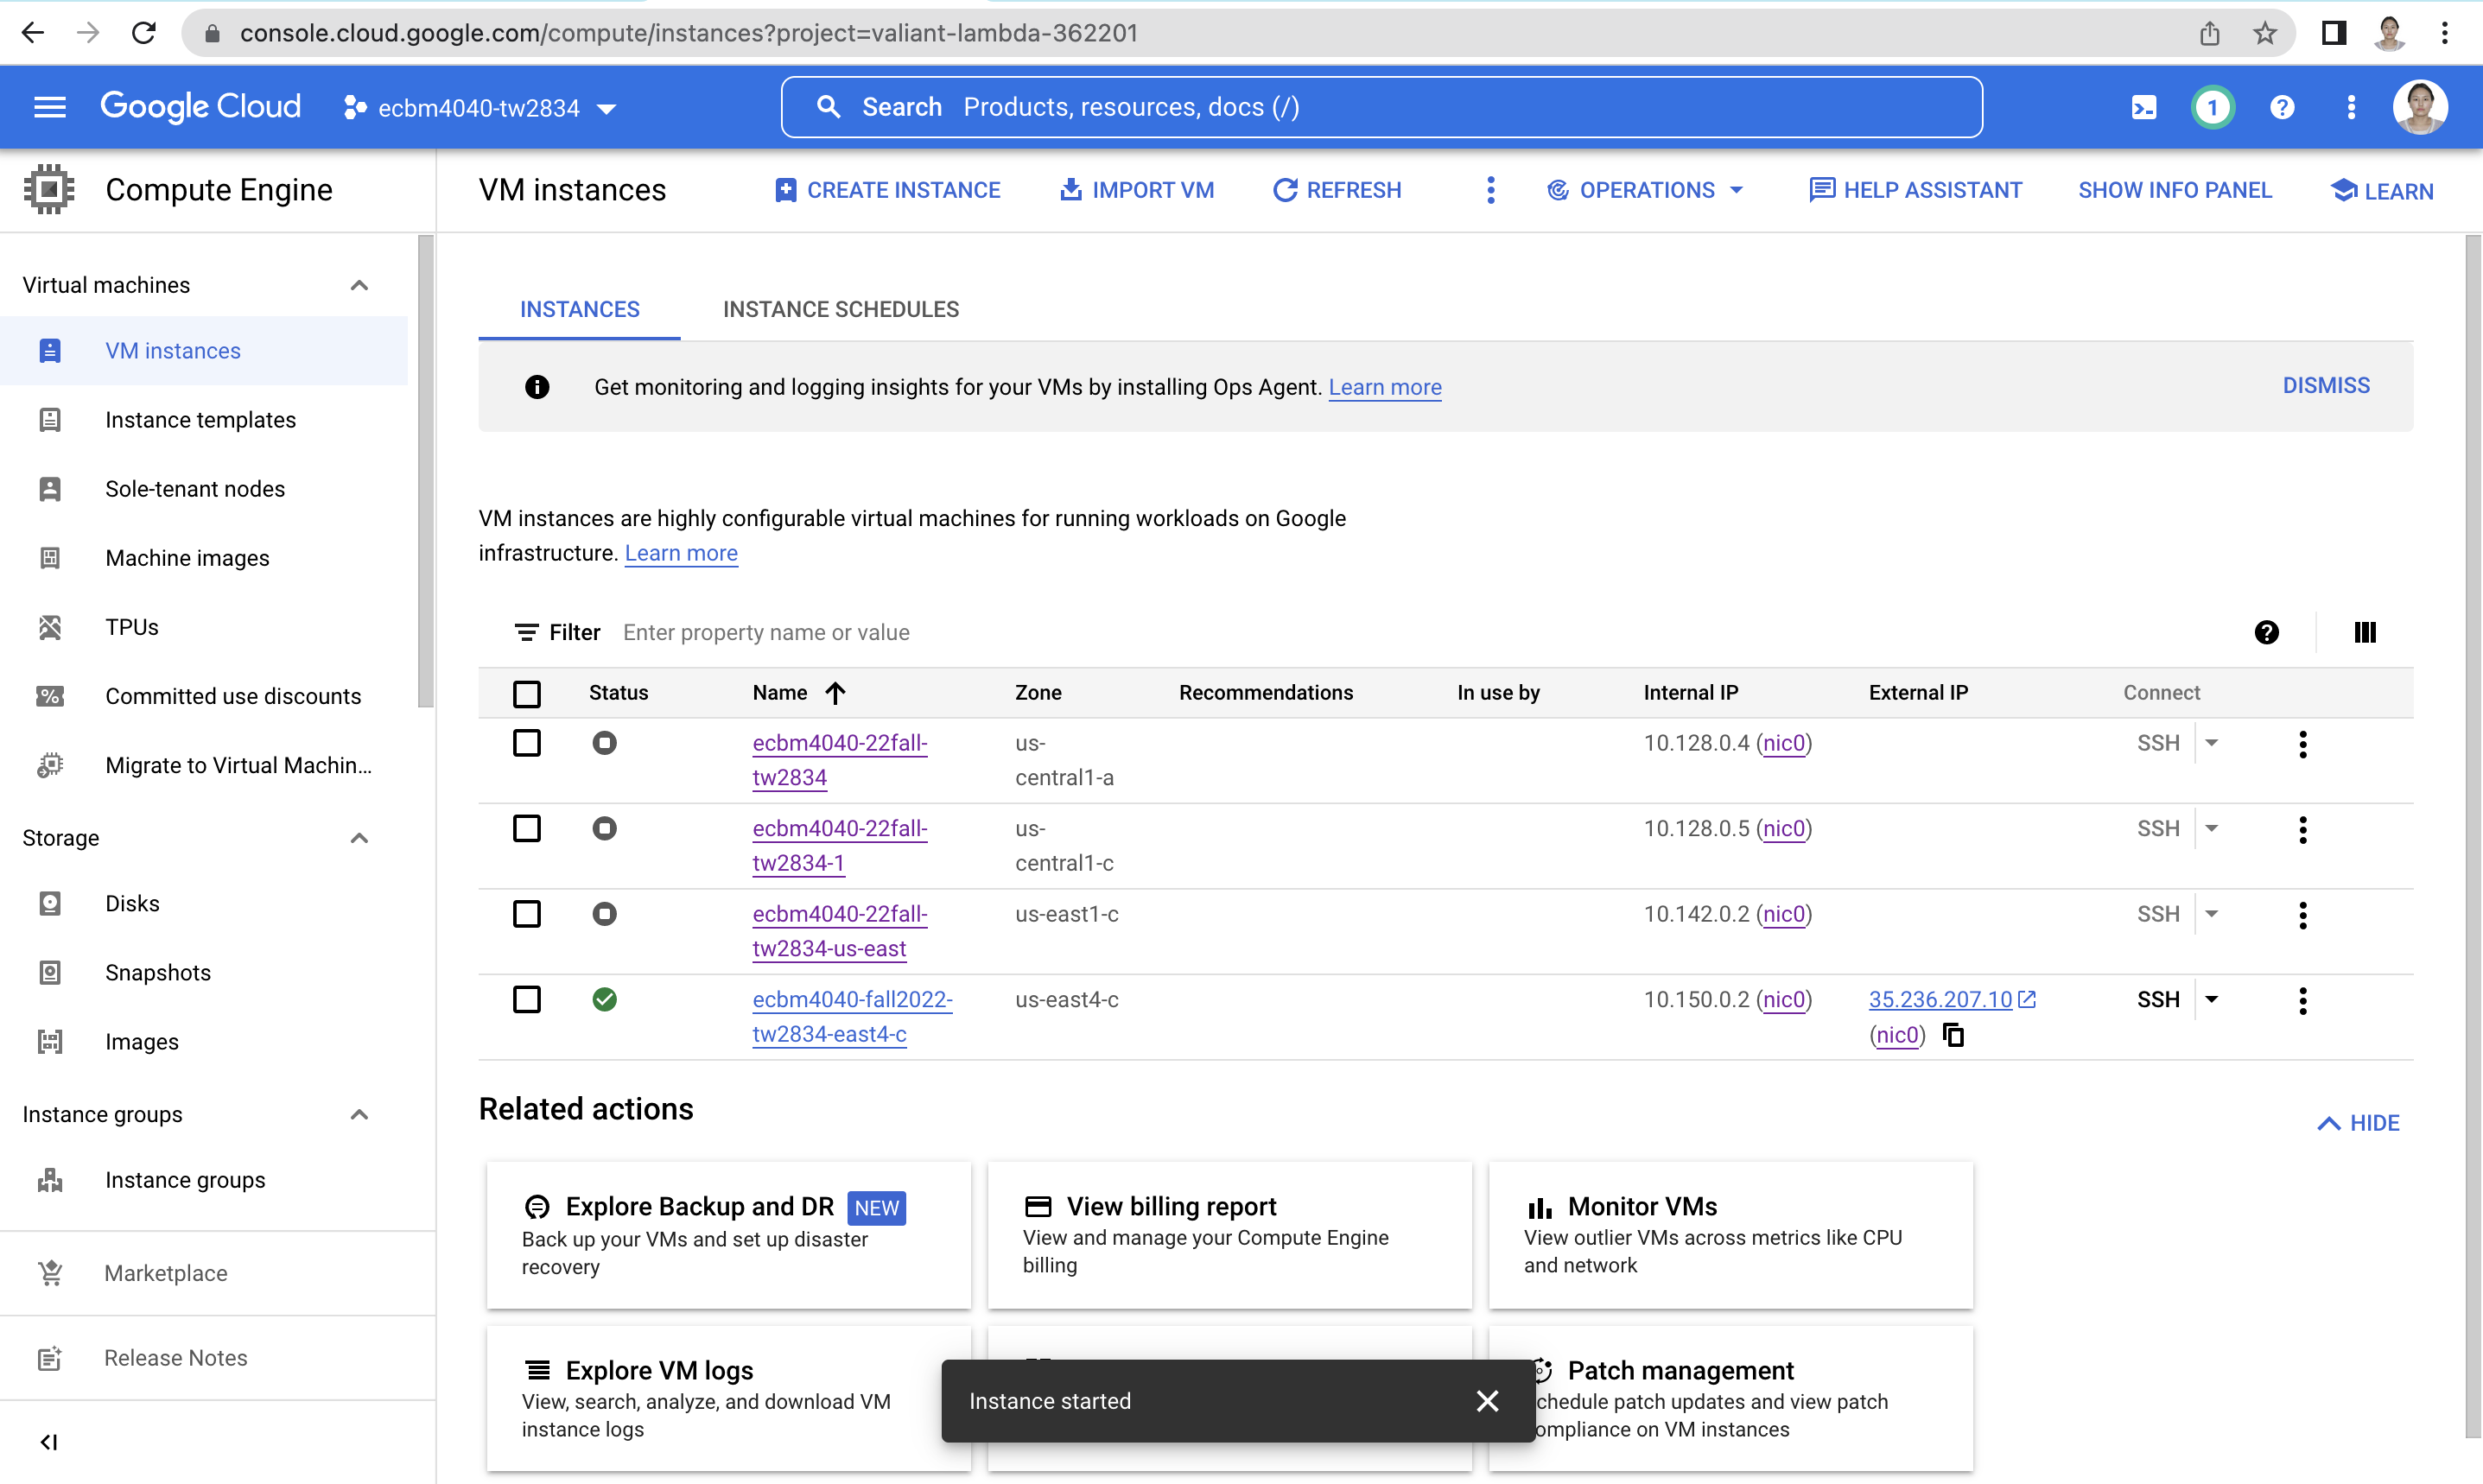 console.cloud.google.com/compute/instances?project=valiant-lambda-362201
Google Cloud
ecbm4040-tw2834
Search Products, resources, docs (/)
1
Compute Engine
VM instances
CREATE INSTANCE
IMPORT VM
REFRESH
OPERATIONS
HELP ASSISTANT
SHOW INFO PANEL
LEARN
Virtual machines
VM instances
Instance templates
Sole-tenant nodes
Machine images
TPUs
Committed use discounts
Migrate to Virtual Machin...
Storage
Disks
Snapshots
Images
Instance groups
Instance groups
Marketplace
Release Notes
INSTANCES
INSTANCE SCHEDULES
Get monitoring and logging insights for your VMs by installing Ops Agent. Learn more
DISMISS
VM instances are highly configurable virtual machines for running workloads on Google
infrastructure. Learn more
Filter Enter property name or value
Status Name Zone Recommendations In use by Internal IP External IP Connect
ecbm4040-22fall- us- 10.128.0.4 (nic0) SSH
tw2834 central1-a
ecbm4040-22fall- us- 10.128.0.5 (nic0) SSH
tw2834-1 central1-c
ecbm4040-22fall- us-east1-c 10.142.0.2 (nic0) SSH
tw2834-us-east
ecbm4040-fall2022- us-east4-c 10.150.0.2 (nic0) 35.236.207.10 SSH
tw2834-east4-c (nic0)
Related actions
HIDE
Explore Backup and DR NEW
Back up your VMs and set up disaster
recovery
View billing report
View and manage your Compute Engine
billing
Monitor VMs
View outlier VMs across metrics like CPU
and network
Explore VM logs
View, search, analyze, and download VM
instance logs
Instance started
Patch management
chedule patch updates and view patch
ompliance on VM instances